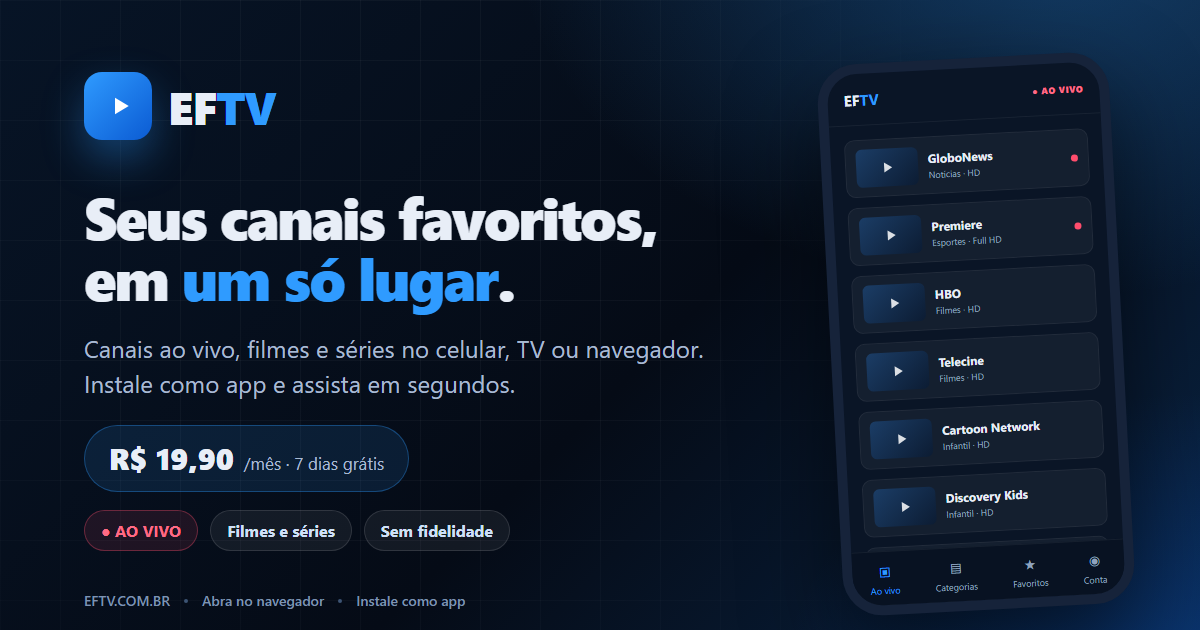 EFTV
Seus canais favoritos,
em um só lugar.
Canais ao vivo, filmes e séries no celular, TV ou navegador.
Instale como app e assista em segundos.
R$ 19,90 /mês · 7 dias grátis
● AO VIVO
Filmes e séries
Sem fidelidade
EFTV.COM.BR • Abra no navegador • Instale como app
EFTV
● AO VIVO
GloboNews
Notícias · HD
Premiere
Esportes · Full HD
HBO
Filmes · HD
Telecine
Filmes · HD
Cartoon Network
Infantil · HD
Discovery Kids
Infantil · HD
Ao vivo
Categorias
Favoritos
Conta